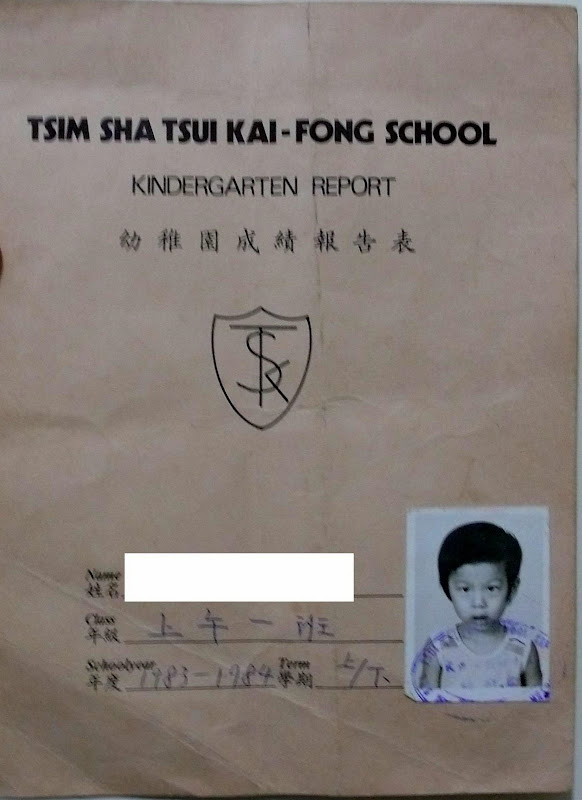 TSIM SHA TSUI KAI-FONG SCHOOL
KINDERGARTEN REPORT
幼稚園成績報告表
TSK
Name
姓名
Class
年級 上午一班
Schoolyear Term
年度 1983-1984 學期 上/下